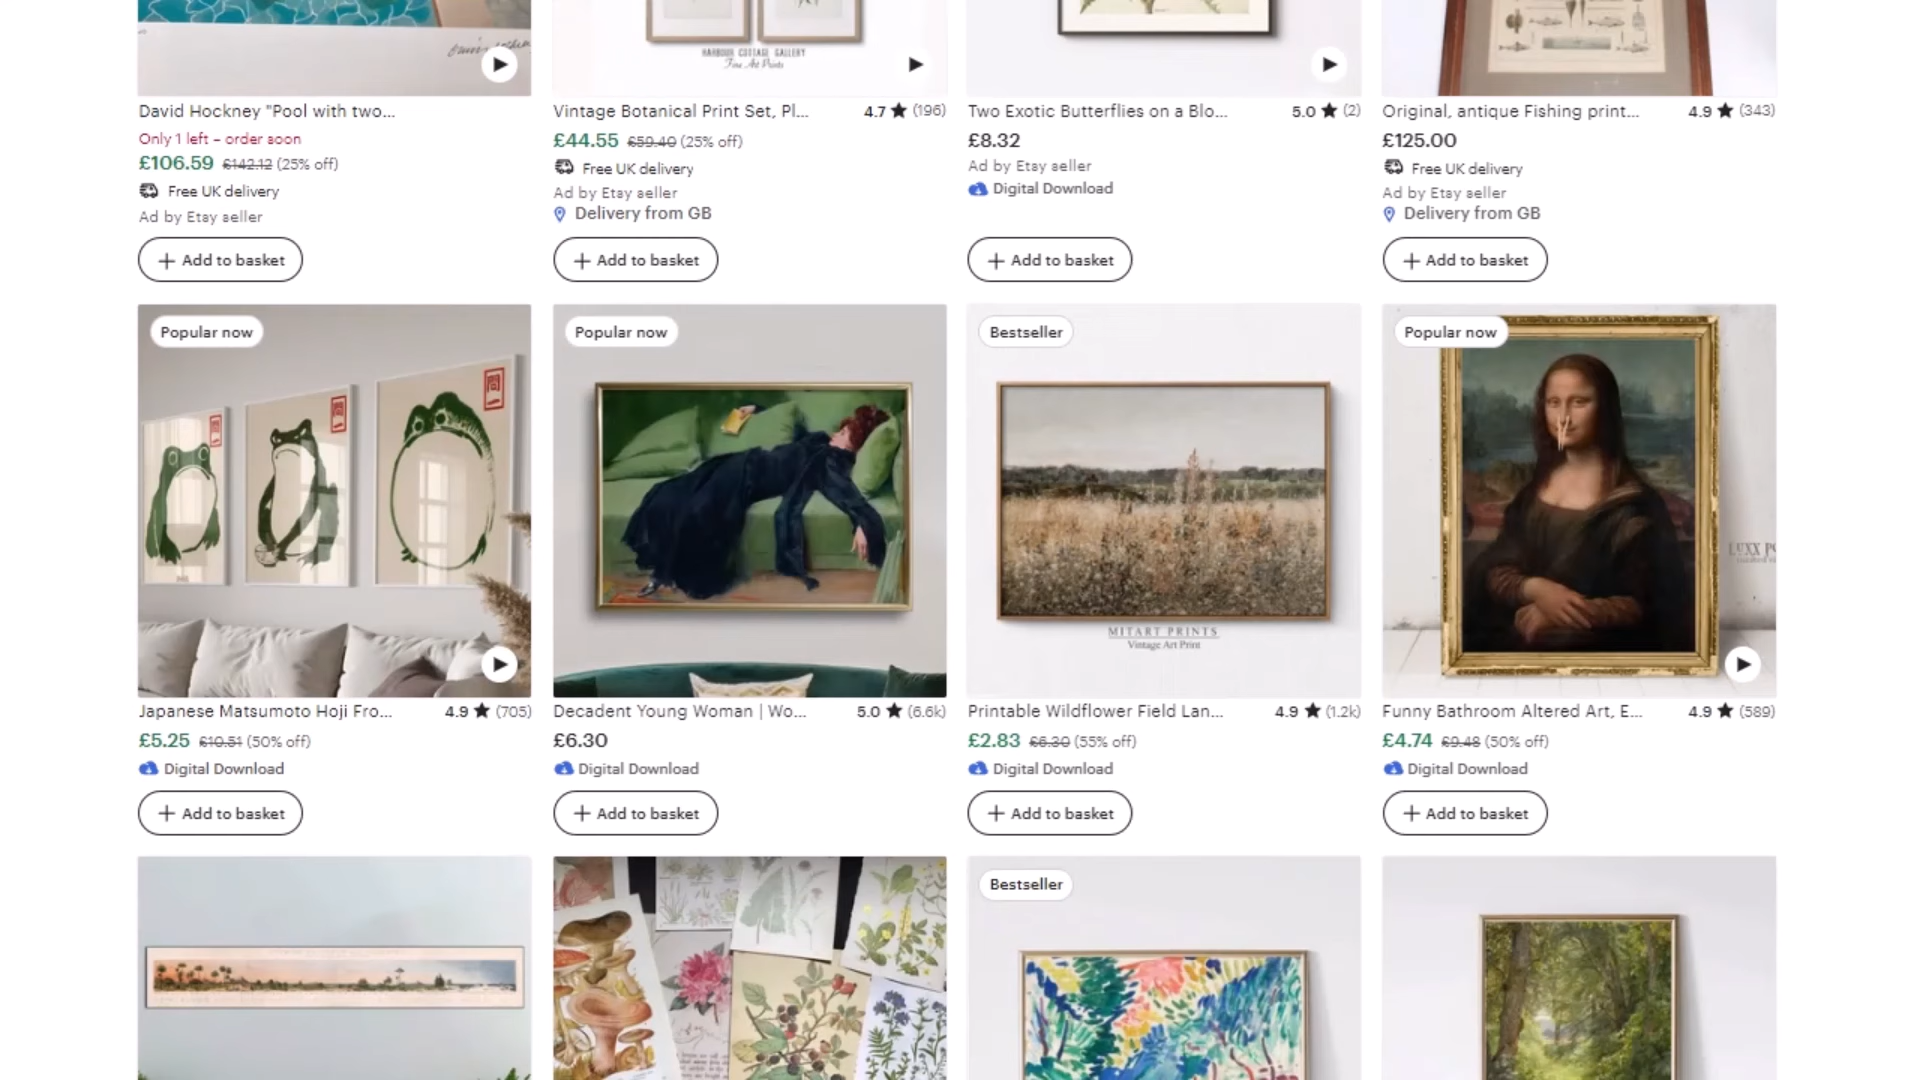 David Hockney "Pool with two...
Only 1 left – order soon
£106.59 £142.12 (25% off)
Free UK delivery
Ad by Etsy seller
Add to basket
HARBOUR COTTAGE GALLERY
Fine Art Prints
Vintage Botanical Print Set, Pl... 4.7 ★ (196)
£44.55 £59.40 (25% off)
Free UK delivery
Ad by Etsy seller
Delivery from GB
Add to basket
Two Exotic Butterflies on a Blo... 5.0 ★ (2)
£8.32
Ad by Etsy seller
Digital Download
Add to basket
Original, antique Fishing print... 4.9 ★ (343)
£125.00
Free UK delivery
Ad by Etsy seller
Delivery from GB
Add to basket
Popular now
Japanese Matsumoto Hoji Fro... 4.9 ★ (705)
£5.25 £10.51 (50% off)
Digital Download
Add to basket
Popular now
Decadent Young Woman | Wo... 5.0 ★ (6.6k)
£6.30
Digital Download
Add to basket
Bestseller
MITART PRINTS
Vintage Art Print
Printable Wildflower Field Lan... 4.9 ★ (1.2k)
£2.83 £6.30 (55% off)
Digital Download
Add to basket
Popular now
LUXX PO
Funny Bathroom Altered Art, E... 4.9 ★ (589)
£4.74 £9.48 (50% off)
Digital Download
Add to basket
Bestseller